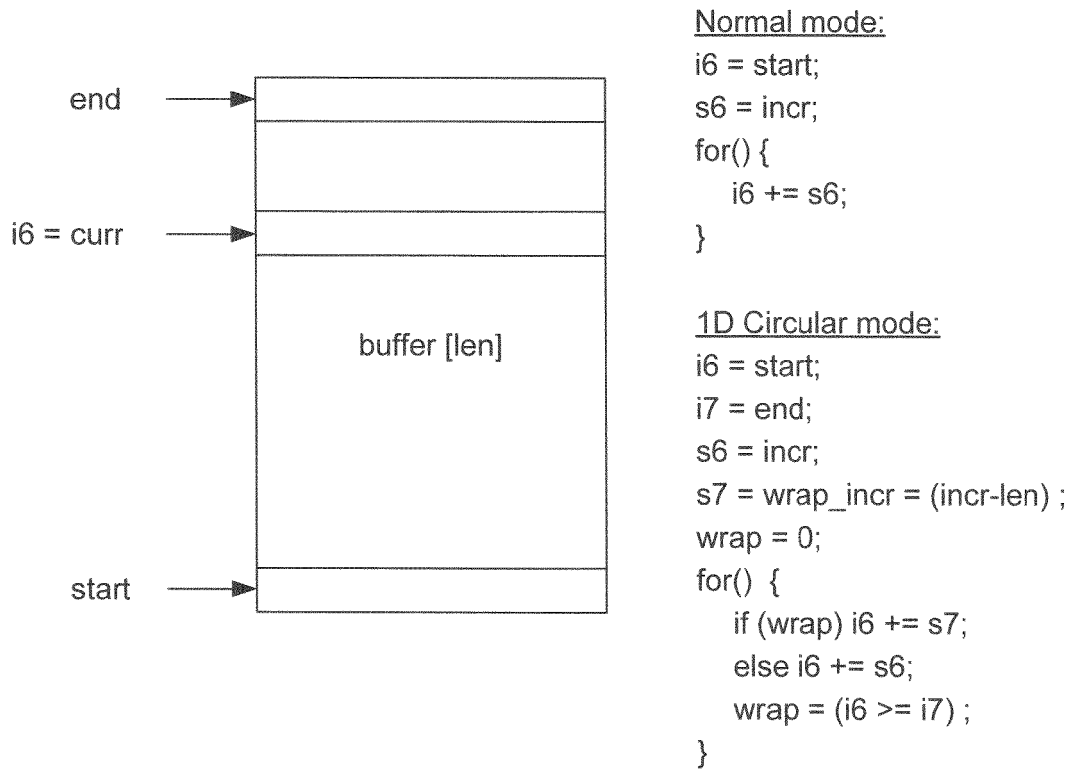 end
i6 = curr
buffer [len]
start
Normal mode:
i6 = start;
s6 = incr;
for() {
i6 += s6;
}
1D Circular mode:
i6 = start;
i7 = end;
s6 = incr;
s7 = wrap_incr = (incr-len) ;
wrap = 0;
for() {
if (wrap) i6 += s7;
else i6 += s6;
wrap = (i6 >= i7) ;
}